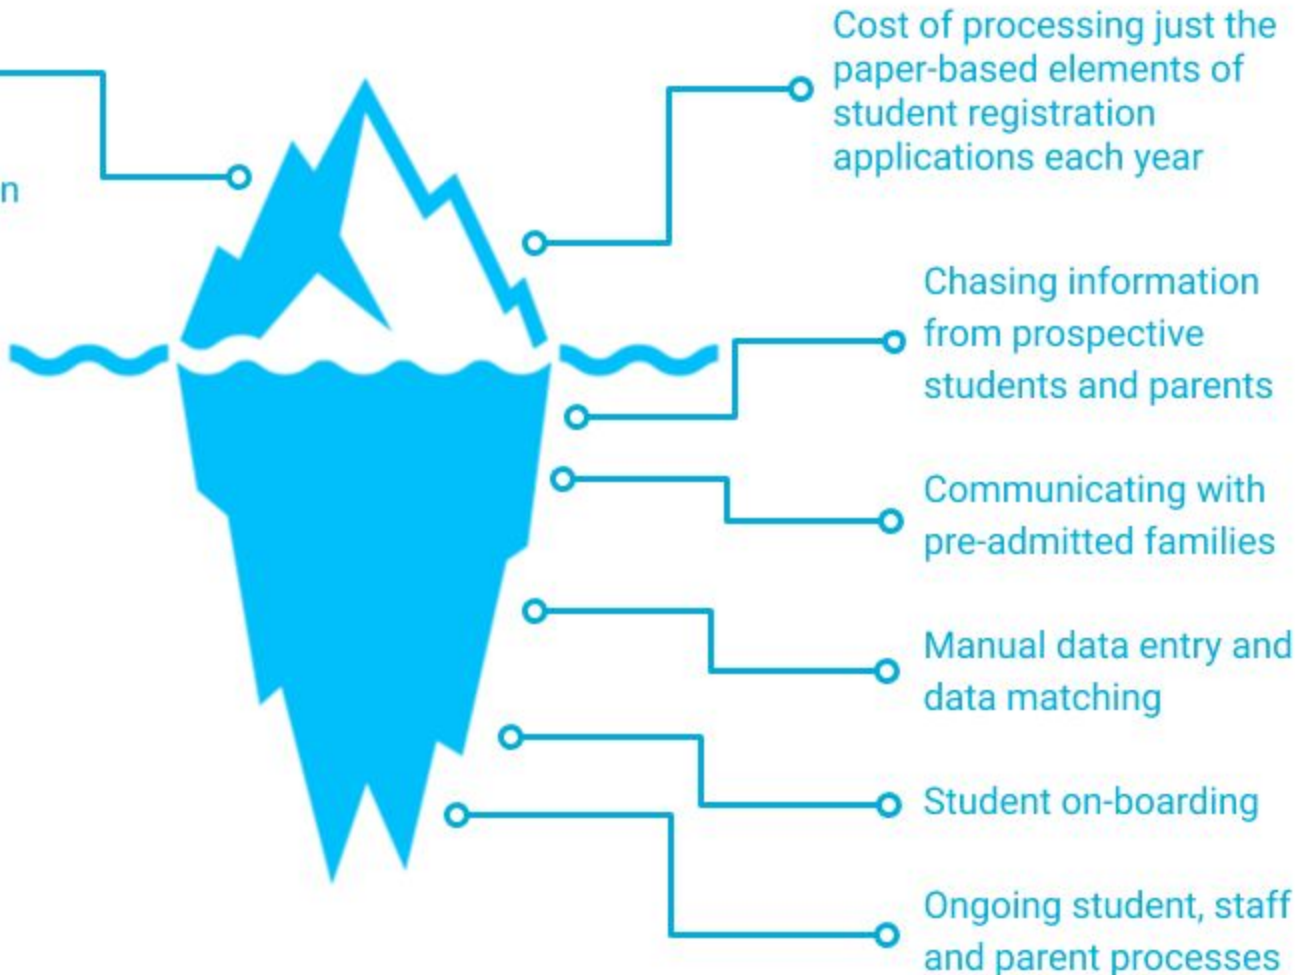 Cost of processing just the
paper-based elements of
student registration
applications each year
n
Chasing information
from prospective
students and parents
Communicating with
pre-admitted families
Manual data entry and
data matching
Student on-boarding
Ongoing student, staff
and parent processes